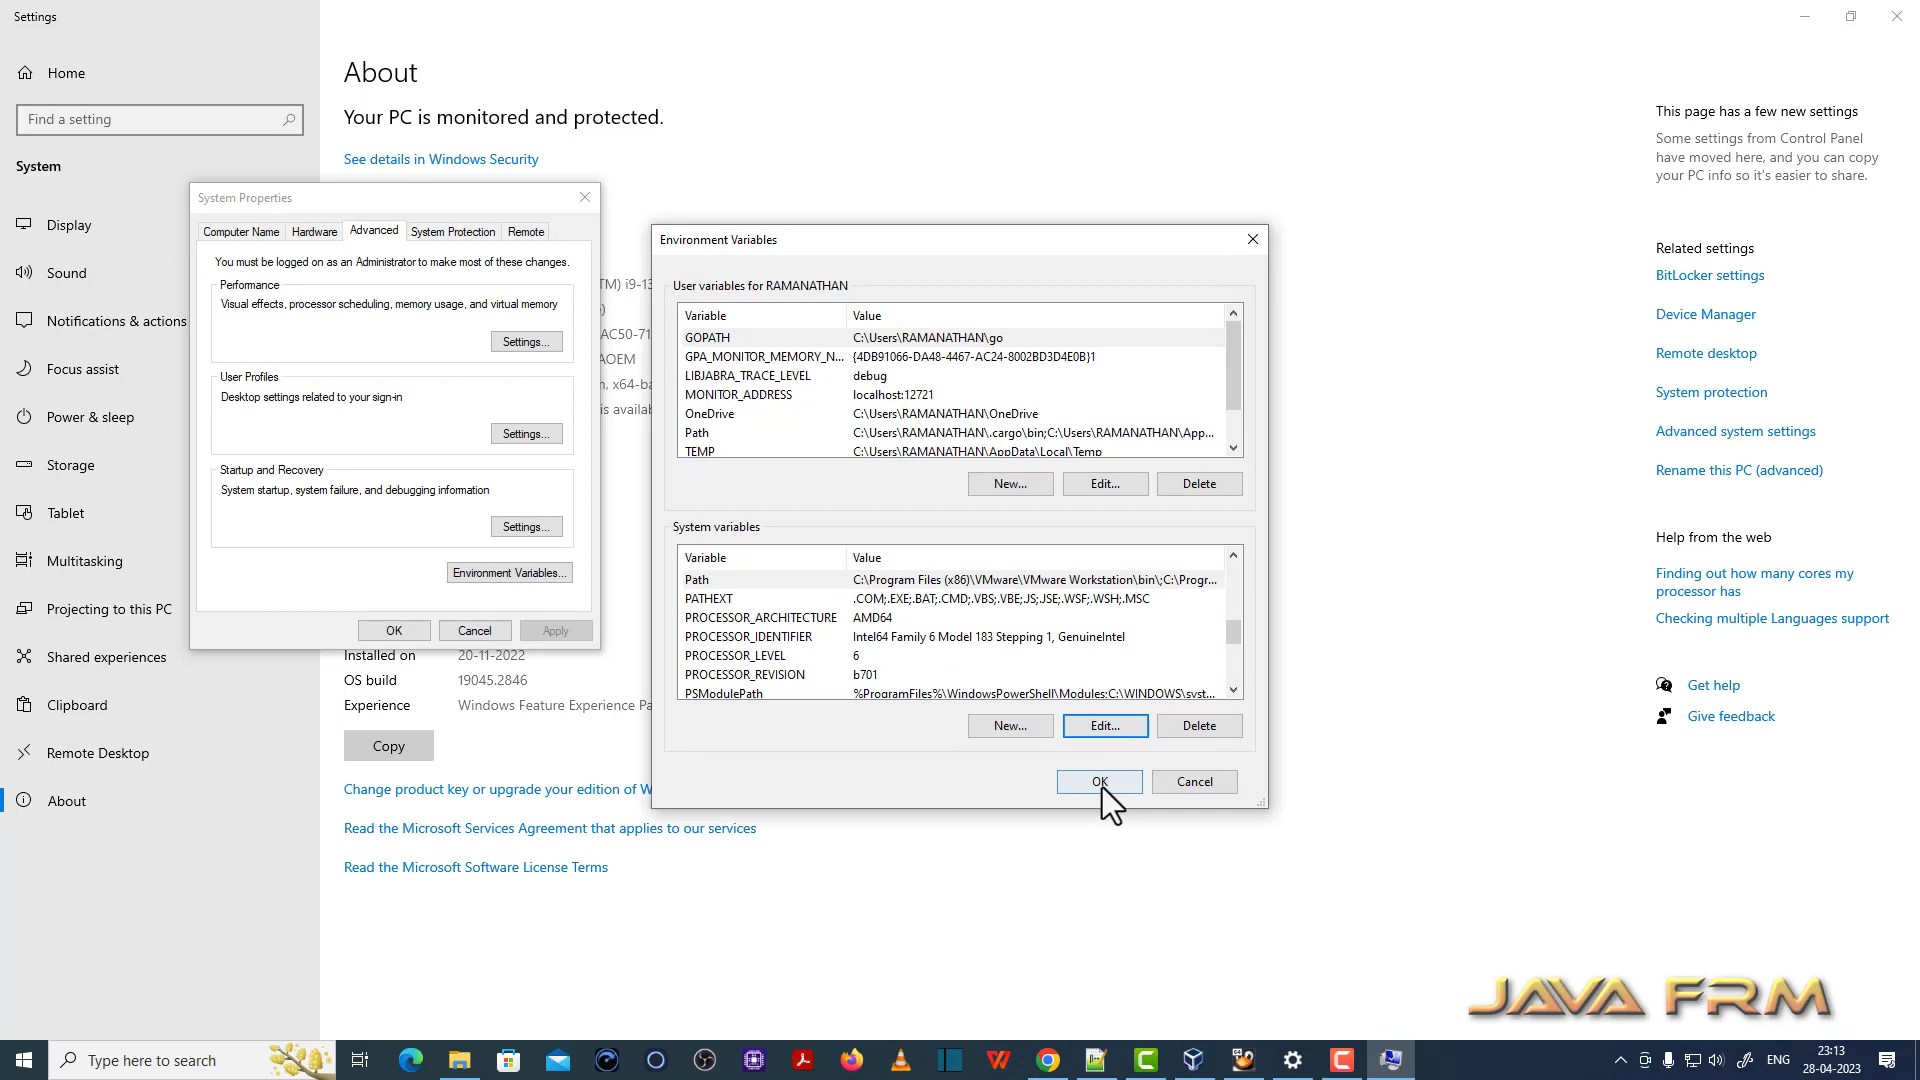 Settings
Home
Find a setting
System
Display
Sound
Notifications & actions
Focus assist
Power & sleep
Storage
Tablet
Multitasking
Projecting to this PC
Shared experiences
Clipboard
Remote Desktop
About
About
Your PC is monitored and protected.
See details in Windows Security
System Properties
Computer Name Hardware Advanced System Protection Remote
You must be logged on as an Administrator to make most of these changes.
Performance
Visual effects, processor scheduling, memory usage, and virtual memory
Settings...
User Profiles
Desktop settings related to your sign-in
Settings...
Startup and Recovery
System startup, system failure, and debugging information
Settings...
Environment Variables...
OK Cancel Apply
TM) i9-13
AC50-71
AOEM
n, x64-ba
is availab
Installed on 20-11-2022
OS build 19045.2846
Experience Windows Feature Experience Pa
Copy
Change product key or upgrade your edition of W
Read the Microsoft Services Agreement that applies to our services
Read the Microsoft Software License Terms
Environment Variables
User variables for RAMANATHAN
Variable Value
GOPATH C:\Users\RAMANATHAN\go
GPA_MONITOR_MEMORY_N... {4DB91066-DA48-4467-AC24-8002BD3D4E0B}1
LIBJABRA_TRACE_LEVEL debug
MONITOR_ADDRESS localhost:12721
OneDrive C:\Users\RAMANATHAN\OneDrive
Path C:\Users\RAMANATHAN\.cargo\bin;C:\Users\RAMANATHAN\App...
TEMP C:\Users\RAMANATHAN\AppData\Local\Temp
New... Edit... Delete
System variables
Variable Value
Path C:\Program Files (x86)\VMware\VMware Workstation\bin\;C:\Progr...
PATHEXT .COM;.EXE;.BAT;.CMD;.VBS;.VBE;.JS;.JSE;.WSF;.WSH;.MSC
PROCESSOR_ARCHITECTURE AMD64
PROCESSOR_IDENTIFIER Intel64 Family 6 Model 183 Stepping 1, GenuineIntel
PROCESSOR_LEVEL 6
PROCESSOR_REVISION b701
PSModulePath %ProgramFiles%\WindowsPowerShell\Modules;C:\WINDOWS\syst...
New... Edit... Delete
OK Cancel
This page has a few new settings
Some settings from Control Panel
have moved here, and you can copy
your PC info so it's easier to share.
Related settings
BitLocker settings
Device Manager
Remote desktop
System protection
Advanced system settings
Rename this PC (advanced)
Help from the web
Finding out how many cores my
processor has
Checking multiple Languages support
Get help
Give feedback
JAVA FRM
Type here to search
ENG
23:13
28-04-2023